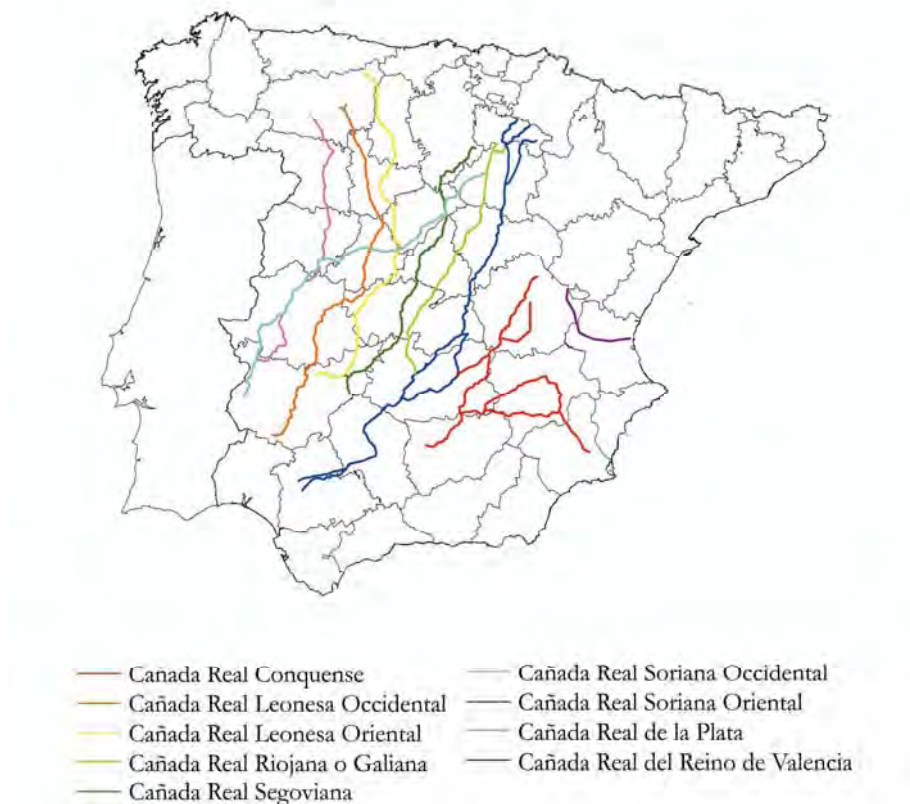 Cañada Real Conquense
Cañada Real Leonesa Occidental
Cañada Real Leonesa Oriental
Cañada Real Riojana o Galiana
Cañada Real Segoviana
Cañada Real Soriana Occidental
Cañada Real Soriana Oriental
Cañada Real de la Plata
Cañada Real del Reino de Valencia